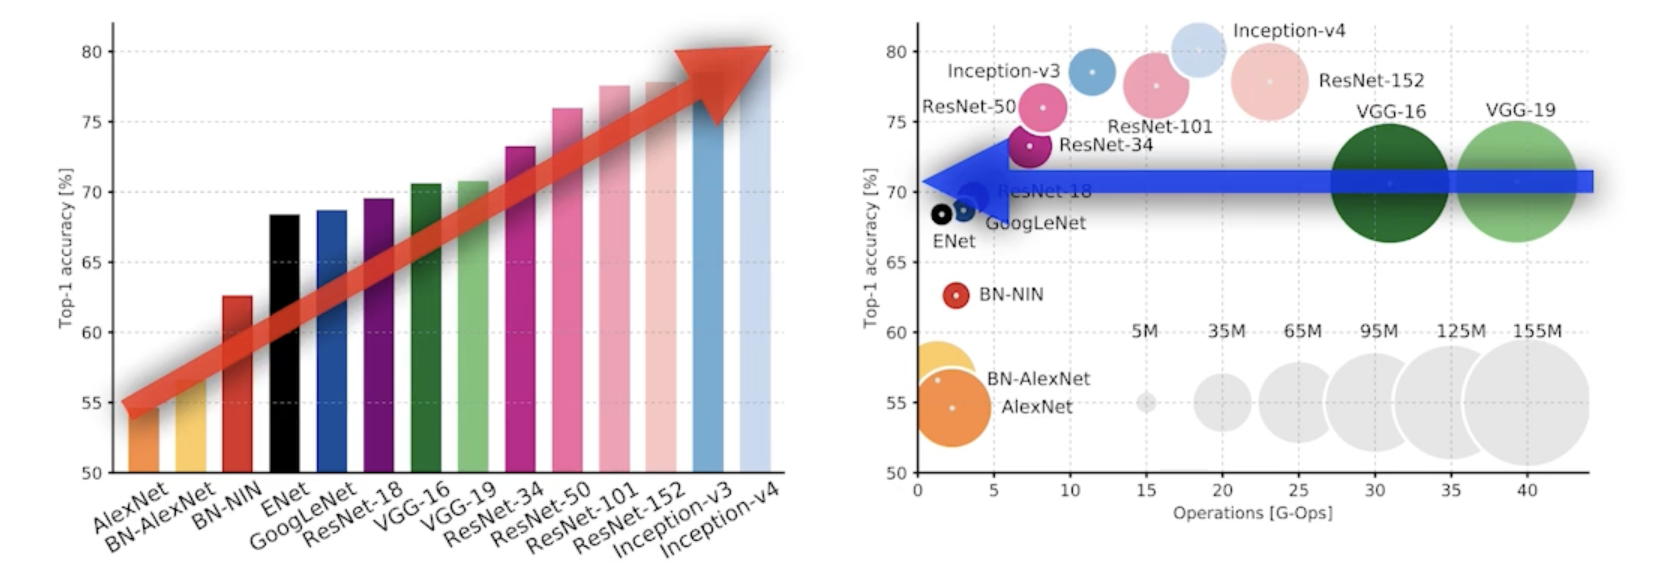 80
75
70
65
60
55
50
Top-1 accuracy [%]
AlexNet
BN-AlexNet
BN-NIN
ENet
GoogLeNet
ResNet-18
VGG-16
VGG-19
ResNet-34
ResNet-50
ResNet-101
ResNet-152
Inception-v3
Inception-v4
80
75
70
65
60
55
50
Top-1 accuracy [%]
Inception-v4
Inception-v3
ResNet-152
ResNet-50
VGG-16
VGG-19
ResNet-101
ResNet-34
ResNet-18
GoogLeNet
ENet
BN-NIN
5M 35M 65M 95M 125M 155M
BN-AlexNet
AlexNet
0 5 10 15 20 25 30 35 40
Operations [G-Ops]